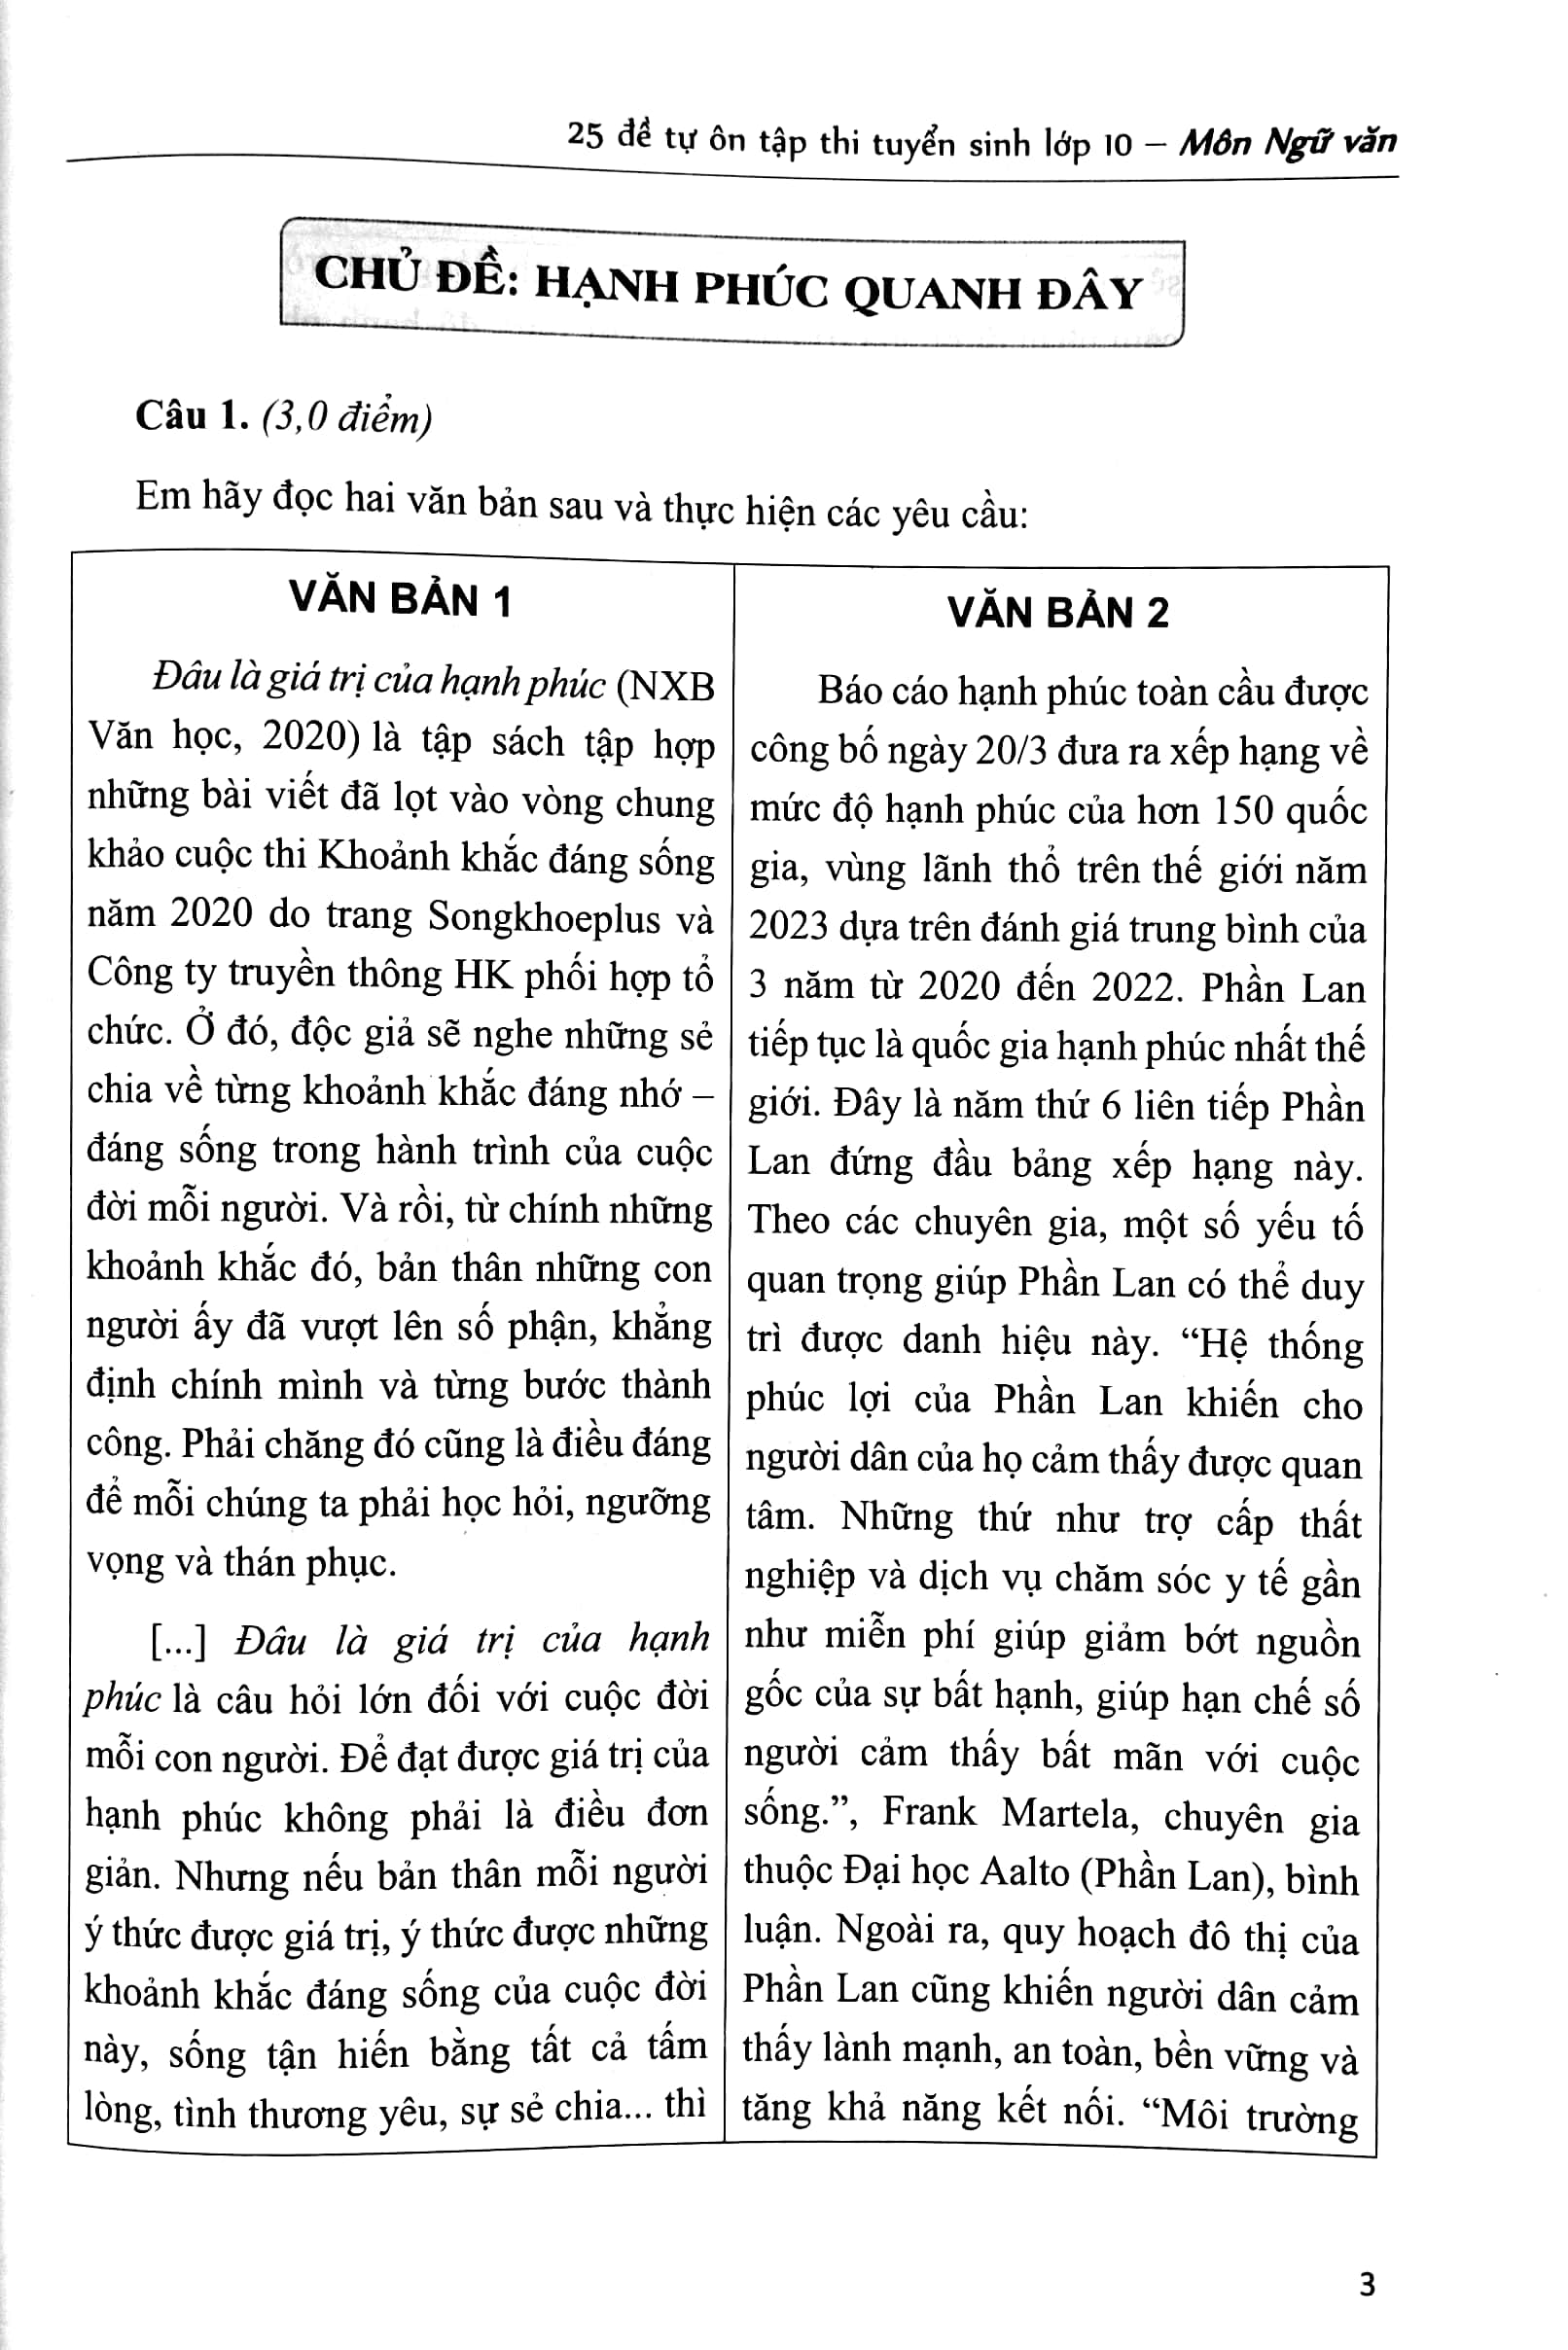 25 đề tự ôn tập thi tuyển sinh lớp 10 – Môn Ngữ văn
CHỦ ĐỀ: HẠNH PHÚC QUANH ĐÂY
Câu 1. (3,0 điểm)
Em hãy đọc hai văn bản sau và thực hiện các yêu cầu:
VĂN BẢN 1
Đâu là giá trị của hạnh phúc (NXB
Văn học, 2020) là tập sách tập hợp
những bài viết đã lọt vào vòng chung
khảo cuộc thi Khoảnh khắc đáng sống
năm 2020 do trang Songkhoeplus và
Công ty truyền thông HK phối hợp tổ
chức. Ở đó, độc giả sẽ nghe những sẻ
chia về từng khoảnh khắc đáng nhớ –
đáng sống trong hành trình của cuộc
đời mỗi người. Và rồi, từ chính những
khoảnh khắc đó, bản thân những con
người ấy đã vượt lên số phận, khẳng
định chính mình và từng bước thành
công. Phải chăng đó cũng là điều đáng
để mỗi chúng ta phải học hỏi, ngưỡng
vọng và thán phục.
[...] Đâu là giá trị của hạnh
phúc là câu hỏi lớn đối với cuộc đời
mỗi con người. Để đạt được giá trị của
hạnh phúc không phải là điều đơn
giản. Nhưng nếu bản thân mỗi người
ý thức được giá trị, ý thức được những
khoảnh khắc đáng sống của cuộc đời
này, sống tận hiến bằng tất cả tấm
lòng, tình thương yêu, sự sẻ chia... thì
VĂN BẢN 2
Báo cáo hạnh phúc toàn cầu được
công bố ngày 20/3 đưa ra xếp hạng về
mức độ hạnh phúc của hơn 150 quốc
gia, vùng lãnh thổ trên thế giới năm
2023 dựa trên đánh giá trung bình của
3 năm từ 2020 đến 2022. Phần Lan
tiếp tục là quốc gia hạnh phúc nhất thế
giới. Đây là năm thứ 6 liên tiếp Phần
Lan đứng đầu bảng xếp hạng này.
Theo các chuyên gia, một số yếu tố
quan trọng giúp Phần Lan có thể duy
trì được danh hiệu này. “Hệ thống
phúc lợi của Phần Lan khiến cho
người dân của họ cảm thấy được quan
tâm. Những thứ như trợ cấp thất
nghiệp và dịch vụ chăm sóc y tế gần
như miễn phí giúp giảm bớt nguồn
gốc của sự bất hạnh, giúp hạn chế số
người cảm thấy bất mãn với cuộc
sống.”, Frank Martela, chuyên gia
thuộc Đại học Aalto (Phần Lan), bình
luận. Ngoài ra, quy hoạch đô thị của
Phần Lan cũng khiến người dân cảm
thấy lành mạnh, an toàn, bền vững và
tăng khả năng kết nối. “Môi trường
3